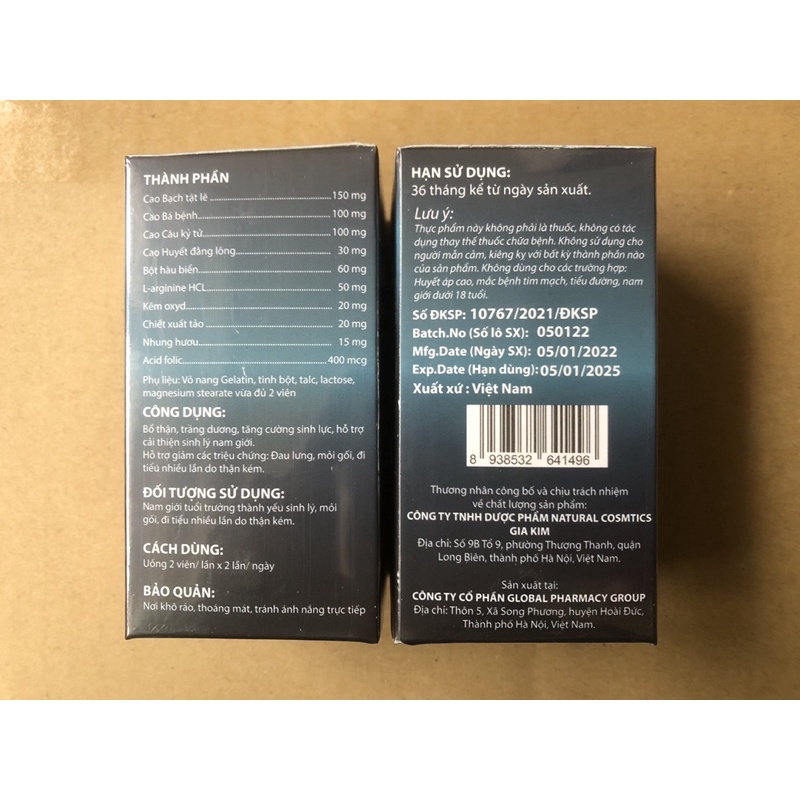 THÀNH PHẦN
Cao Bạch tật lê 150 mg
Cao Bá bệnh 100 mg
Cao Câu kỷ tử 100 mg
Cao Huyết đằng lông 30 mg
Bột hàu biển 60 mg
L-arginine HCL 50 mg
Kẽm oxyd 20 mg
Chiết xuất tảo 20 mg
Nhung hươu 15 mg
Acid folic 400 mcg
Phụ liệu: Vỏ nang Gelatin, tinh bột, talc, lactose,
magnesium stearate vừa đủ 2 viên
CÔNG DỤNG:
Bổ thận, tráng dương, tăng cường sinh lực, hỗ trợ
cải thiện sinh lý nam giới.
Hỗ trợ giảm các triệu chứng: Đau lưng, mỏi gối, đi
tiểu nhiều lần do thận kém.
ĐỐI TƯỢNG SỬ DỤNG:
Nam giới tuổi trưởng thành yếu sinh lý, mỏi
gối, đi tiểu nhiều lần do thận kém.
CÁCH DÙNG:
Uống 2 viên/ lần x 2 lần/ ngày
BẢO QUẢN:
Nơi khô ráo, thoáng mát, tránh ánh nắng trực tiếp
HẠN SỬ DỤNG:
36 tháng kể từ ngày sản xuất.
Lưu ý:
Thực phẩm này không phải là thuốc, không có tác
dụng thay thế thuốc chữa bệnh. Không sử dụng cho
người mẫn cảm, kiêng kỵ với bất kỳ thành phần nào
của sản phẩm. Không dùng cho các trường hợp:
Huyết áp cao, mắc bệnh tim mạch, tiểu đường, nam
giới dưới 18 tuổi.
Số ĐKSP: 10767/2021/ĐKSP
Batch.No (Số lô SX): 050122
Mfg.Date (Ngày SX): 05/01/2022
Exp.Date (Hạn dùng): 05/01/2025
Xuất xứ : Việt Nam
8 938532 641496
Thương nhân công bố và chịu trách nhiệm
về chất lượng sản phẩm:
CÔNG TY TNHH DƯỢC PHẨM NATURAL COSMTICS
GIA KIM
Địa chỉ: Số 9B Tổ 9, phường Thượng Thanh, quận
Long Biên, thành phố Hà Nội, Việt Nam.
Sản xuất tại:
CÔNG TY CỔ PHẦN GLOBAL PHARMACY GROUP
Địa chỉ: Thôn 5, Xã Song Phương, huyện Hoài Đức,
Thành phố Hà Nội, Việt Nam.